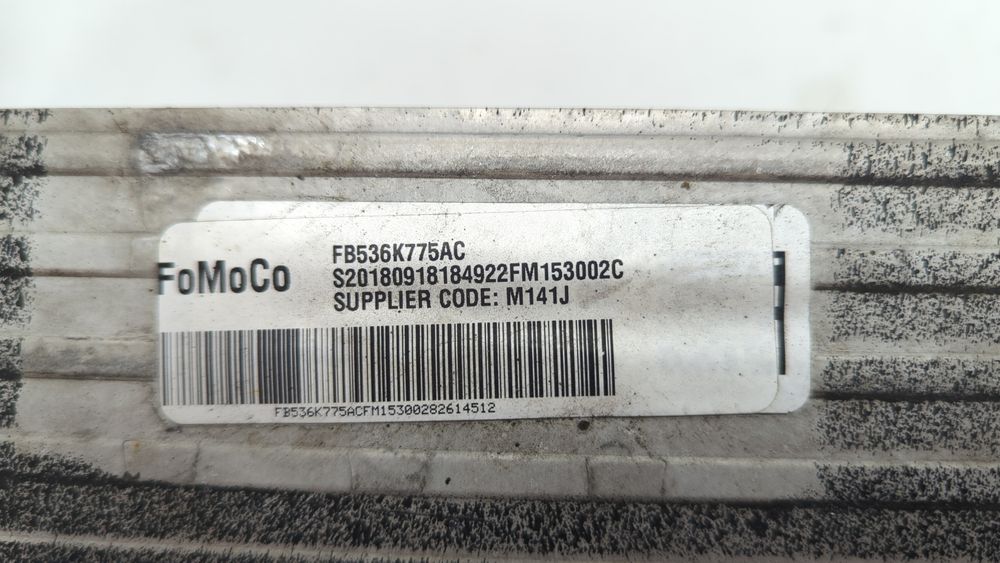 FoMoCo
FB536K775AC
S20180918184922FM153002C
SUPPLIER CODE: M141J
FB536K775ACFM15300282614512